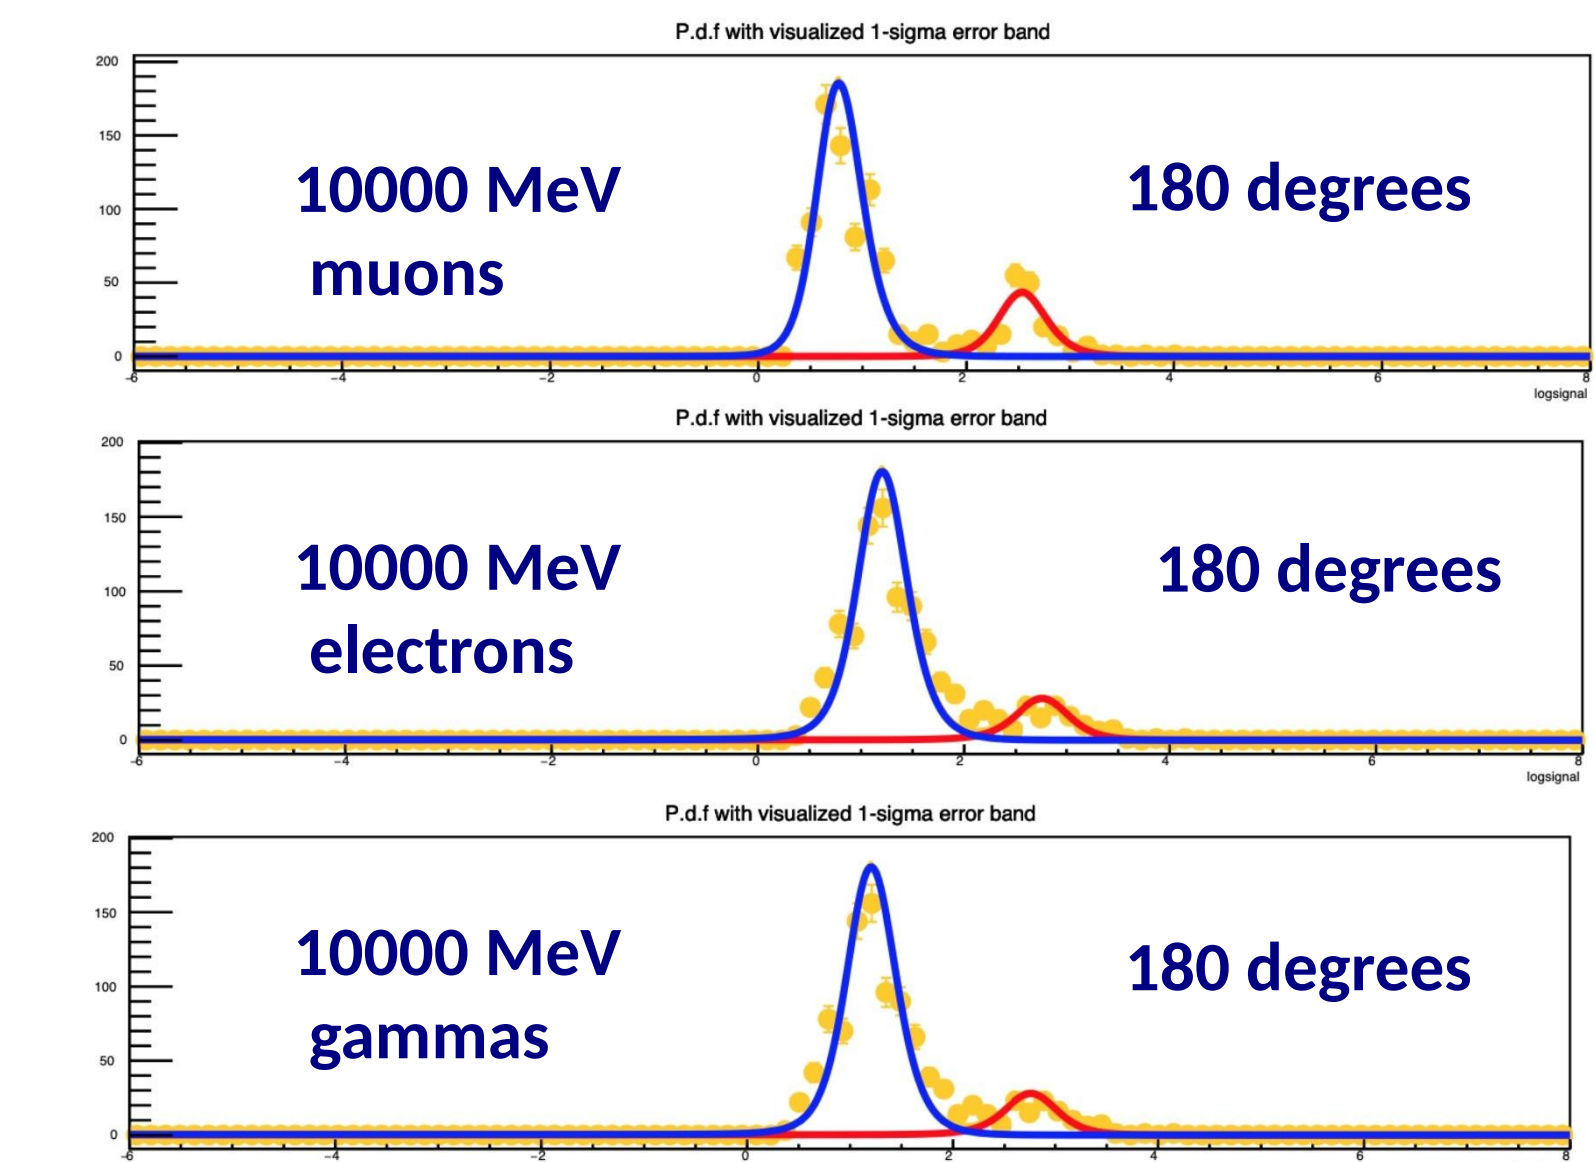 P.d.f with visualized 1-sigma error band
200
150
100
50
0
10000 MeV
muons
180 degrees
-6 -4 -2 0 2 4 6 8
logsignal
P.d.f with visualized 1-sigma error band
200
150
100
50
0
10000 MeV
electrons
180 degrees
-6 -4 -2 0 2 4 6 8
logsignal
P.d.f with visualized 1-sigma error band
200
150
100
50
0
10000 MeV
gammas
180 degrees
-6 -4 -2 0 2 4 6 8